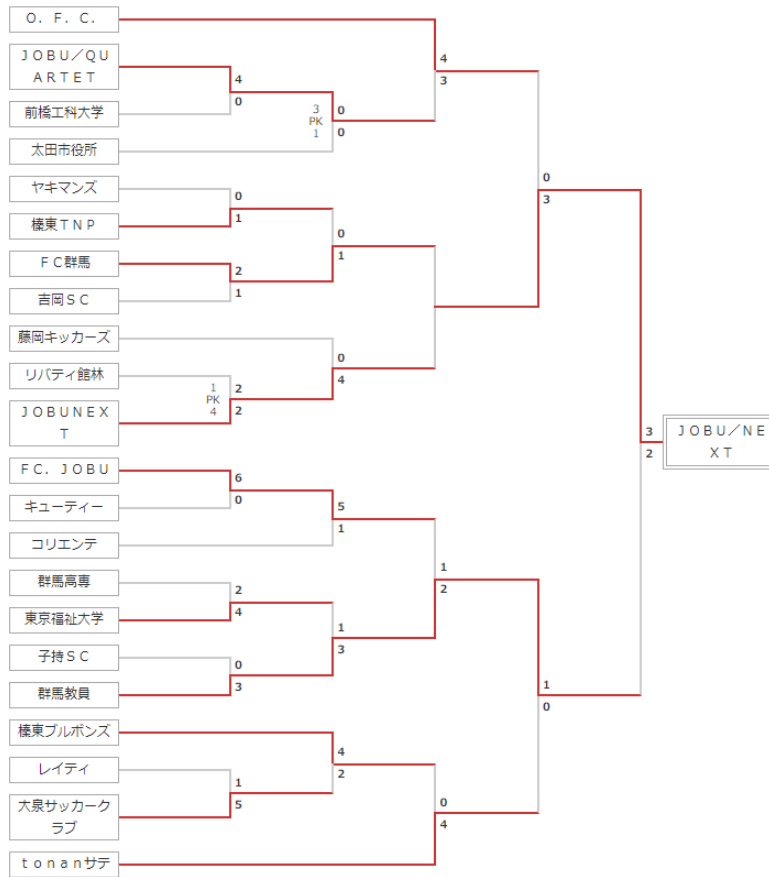 Ｏ．Ｆ．Ｃ．
ＪＯＢＵ／ＱＵ
ＡＲＴＥＴ
前橋工科大学
太田市役所
ヤキマンズ
榛東ＴＮＰ
ＦＣ群馬
吉岡ＳＣ
藤岡キッカーズ
リバティ館林
ＪＯＢＵＮＥＸ
Ｔ
ＦＣ．ＪＯＢＵ
キューティー
コリエンテ
群馬高専
東京福祉大学
子持ＳＣ
群馬教員
榛東ブルボンズ
レイティ
大泉サッカーク
ラブ
ｔｏｎａｎサテ
4
0
0
1
2
1
1
PK
4
2
2
6
0
2
4
0
3
1
5
3
PK
1
0
0
0
1
0
4
5
1
1
3
4
2
4
3
1
2
0
4
0
3
1
0
3
2
ＪＯＢＵ／ＮＥ
ＸＴ